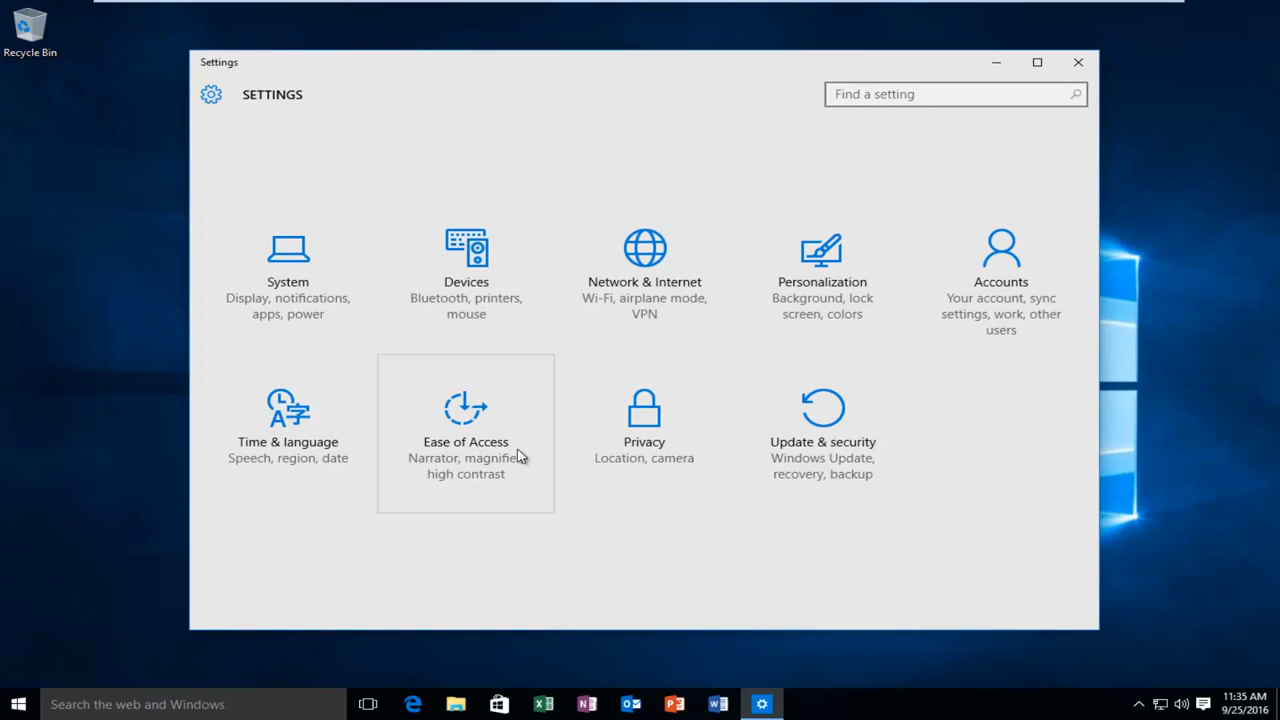 Recycle Bin
Settings
SETTINGS
Find a setting
System
Display, notifications,
apps, power
Devices
Bluetooth, printers,
mouse
Network & Internet
Wi-Fi, airplane mode,
VPN
Personalization
Background, lock
screen, colors
Accounts
Your account, sync
settings, work, other
users
Time & language
Speech, region, date
Ease of Access
Narrator, magnifier,
high contrast
Privacy
Location, camera
Update & security
Windows Update,
recovery, backup
Search the web and Windows
11:35 AM
9/25/2016